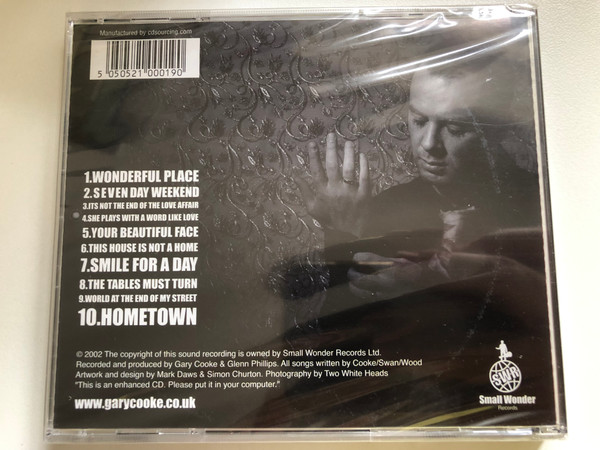 Manufactured by cdsourcing.com
5 050521 000190
1.WONDERFUL PLACE
2.SEVEN DAY WEEKEND
3.ITS NOT THE END OF THE LOVE AFFAIR
4.SHE PLAYS WITH A WORD LIKE LOVE
5.YOUR BEAUTIFUL FACE
6.THIS HOUSE IS NOT A HOME
7.SMILE FOR A DAY
8.THE TABLES MUST TURN
9.WORLD AT THE END OF MY STREET
10.HOMETOWN
© 2002 The copyright of this sound recording is owned by Small Wonder Records Ltd.
Recorded and produced by Gary Cooke & Glenn Phillips. All songs written by Cooke/Swan/Wood
Artwork and design by Mark Daws & Simon Churton. Photography by Two White Heads
"This is an enhanced CD. Please put it in your computer."
www.garycooke.co.uk
SWR
Small Wonder
Records